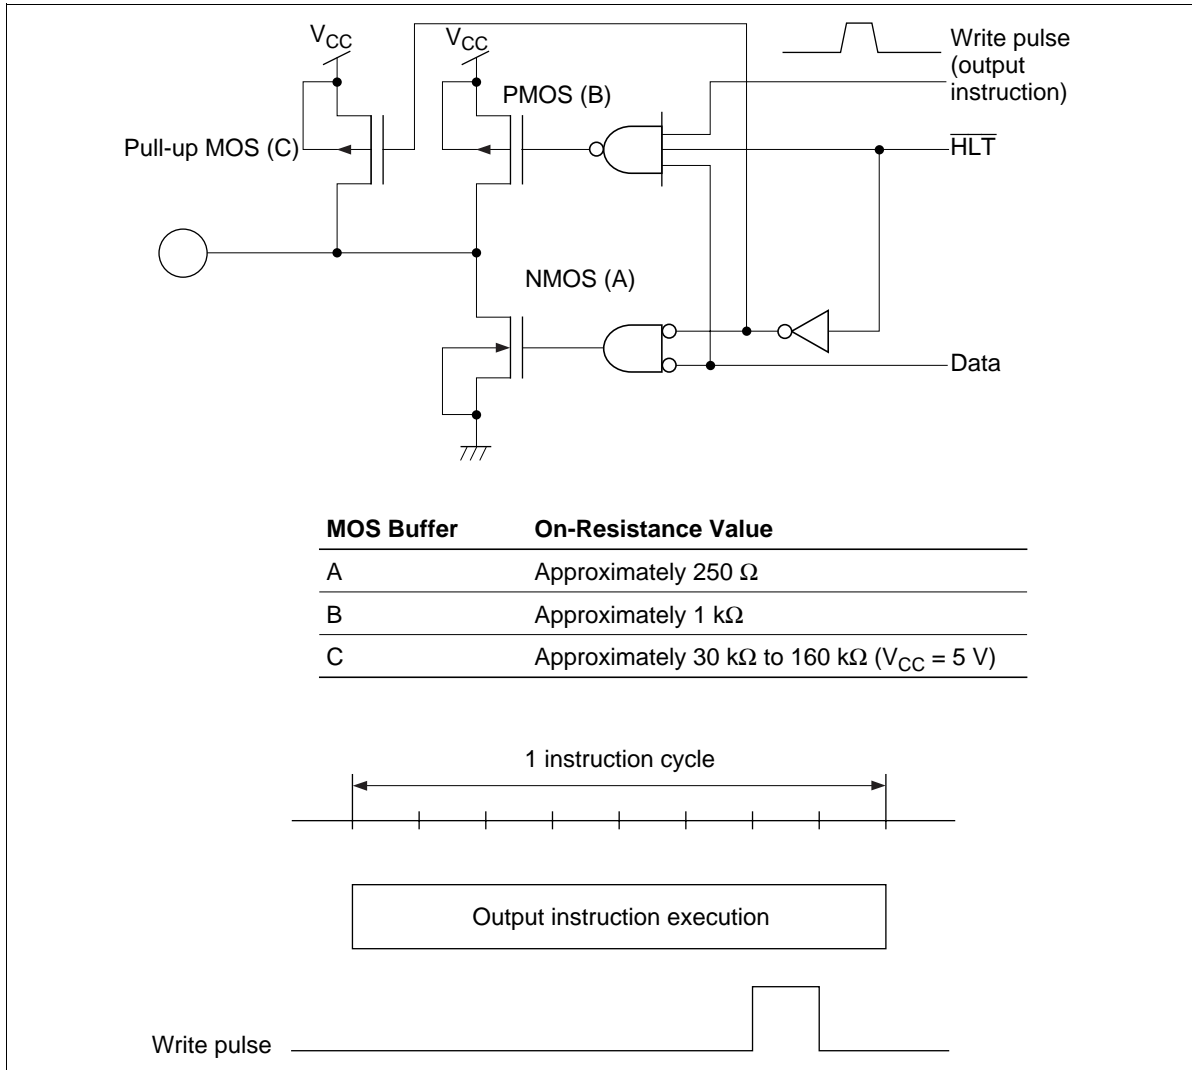 VCC
VCC
Write pulse
(output
instruction)
PMOS (B)
Pull-up MOS (C)
HLT
NMOS (A)
Data
MOS Buffer On-Resistance Value
A Approximately 250 Ω
B Approximately 1 kΩ
C Approximately 30 kΩ to 160 kΩ (VCC = 5 V)
1 instruction cycle
Output instruction execution
Write pulse